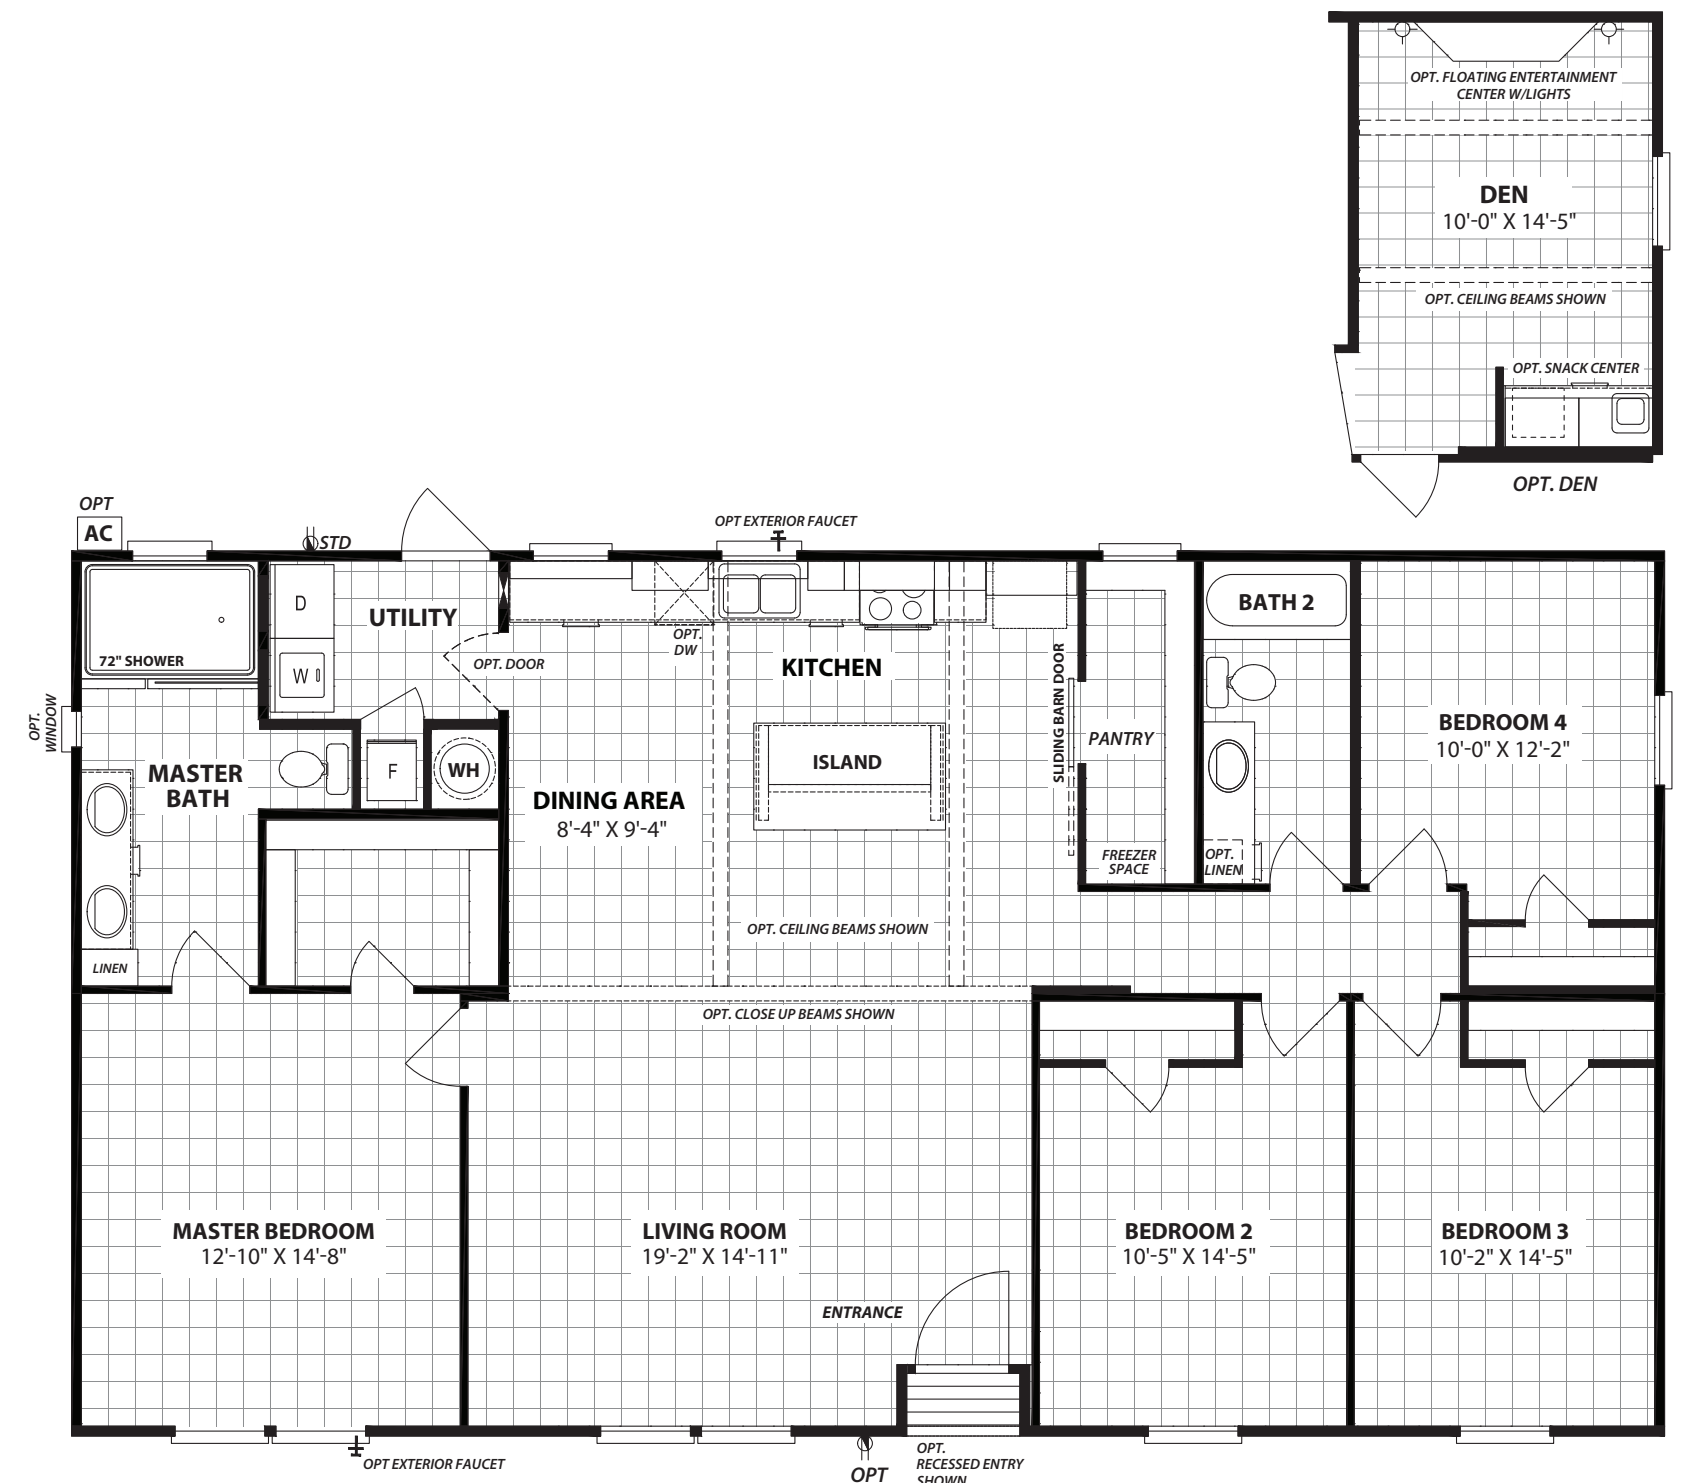 OPT. FLOATING ENTERTAINMENT
CENTER W/LIGHTS
DEN
10'-0" X 14'-5"
OPT. CEILING BEAMS SHOWN
OPT. SNACK CENTER
OPT. DEN
OPT
AC
STD
OPT EXTERIOR FAUCET
72" SHOWER
D
W
UTILITY
OPT. DOOR
OPT.
DW
KITCHEN
SLIDING BARN DOOR
PANTRY
BATH 2
OPT.
WINDOW
MASTER
BATH
F
WH
ISLAND
DINING AREA
8'-4" X 9'-4"
BEDROOM 4
10'-0" X 12'-2"
FREEZER
SPACE
OPT.
LINEN
LINEN
OPT. CEILING BEAMS SHOWN
OPT. CLOSE UP BEAMS SHOWN
MASTER BEDROOM
12'-10" X 14'-8"
LIVING ROOM
19'-2" X 14'-11"
BEDROOM 2
10'-5" X 14'-5"
BEDROOM 3
10'-2" X 14'-5"
ENTRANCE
OPT EXTERIOR FAUCET
OPT
OPT.
RECESSED ENTRY
SHOWN